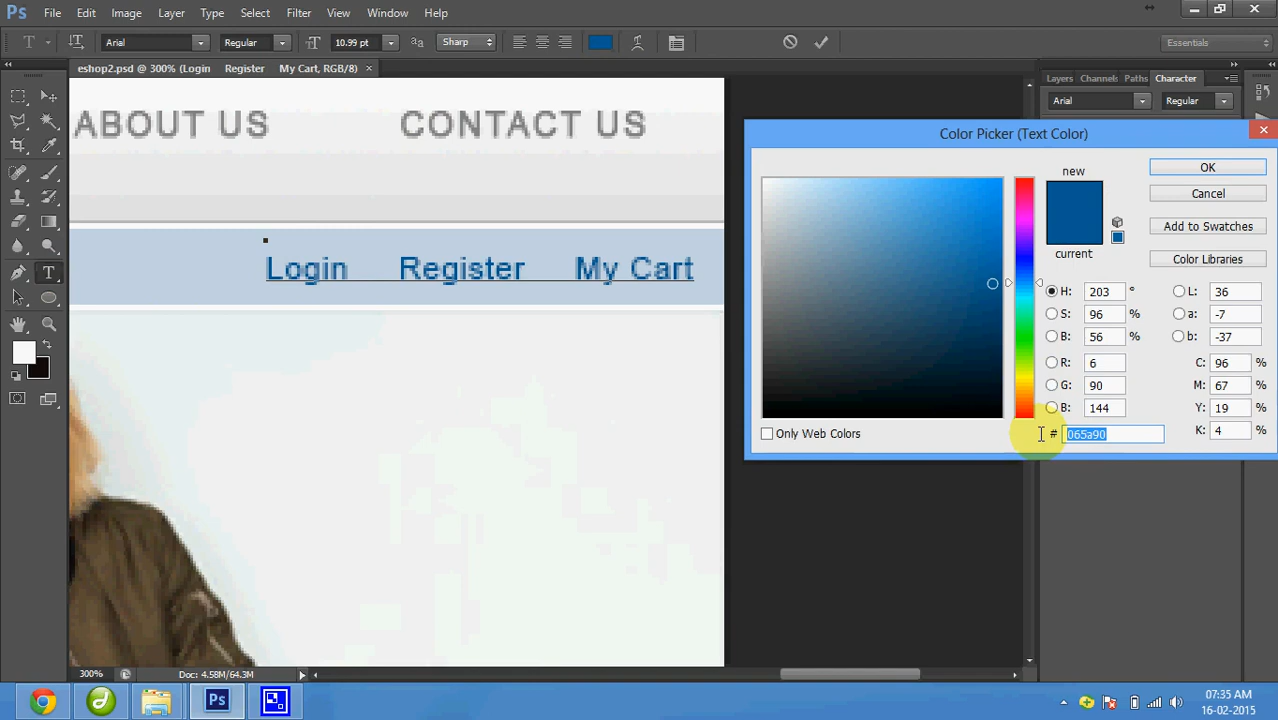 Ps File Edit Image Layer Type Select Filter View Window Help
T Arial Regular 10.99 pt aa Sharp Essentials
eshop2.psd @ 300% (Login Register My Cart, RGB/8) ×
Layers Channels Paths Character
Arial Regular
ABOUT US CONTACT US
Login Register My Cart
Color Picker (Text Color)
new
current
OK
Cancel
Add to Swatches
Color Libraries
H: 203 °
S: 96 %
B: 56 %
R: 6
G: 90
B: 144
# 065a90
L: 36
a: -7
b: -37
C: 96 %
M: 67 %
Y: 19 %
K: 4 %
Only Web Colors
300% Doc: 4.58M/64.3M
Ps
07:35 AM
16-02-2015